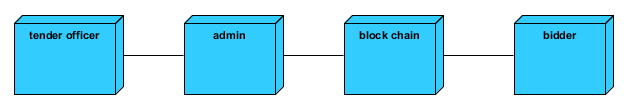 tender officer
admin
block chain
bidder